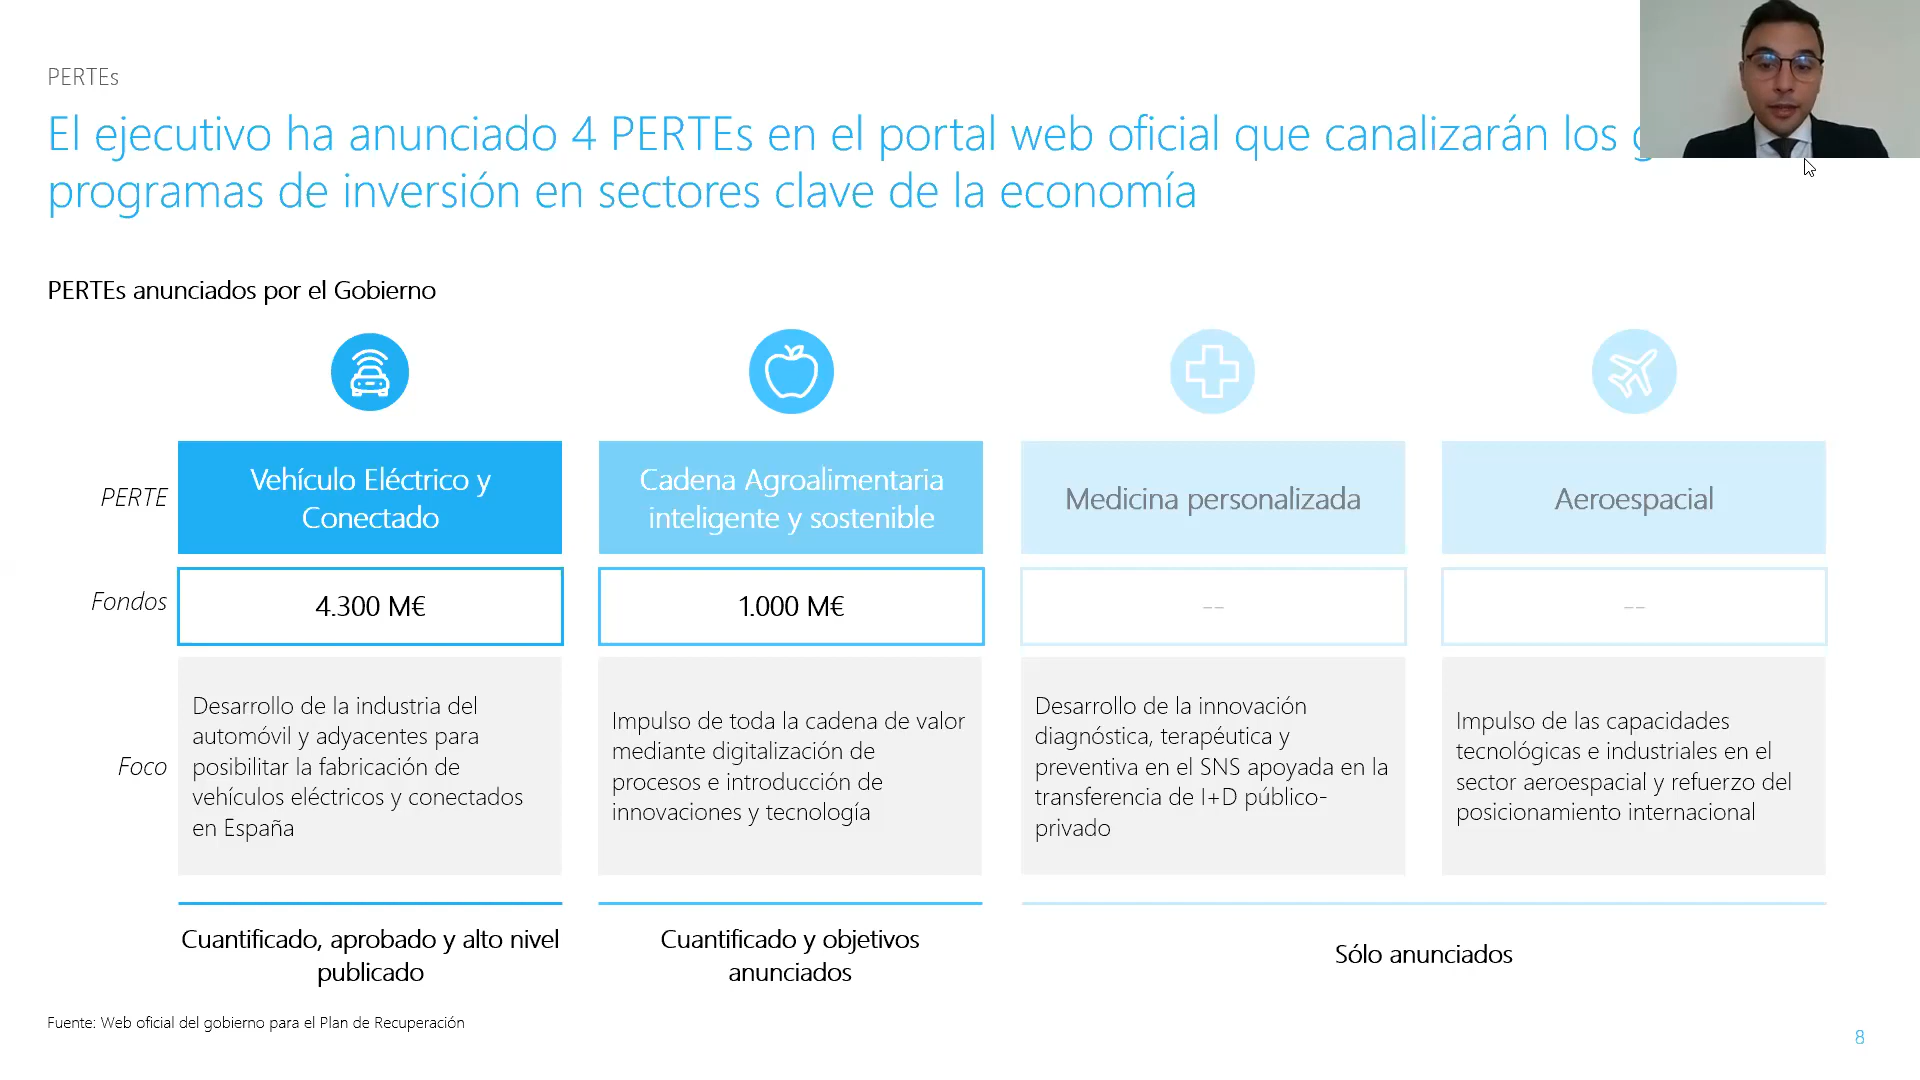 PERTEs
El ejecutivo ha anunciado 4 PERTEs en el portal web oficial que canalizarán los
programas de inversión en sectores clave de la economía
PERTEs anunciados por el Gobierno
PERTE
Vehículo Eléctrico y
Conectado
Cadena Agroalimentaria
inteligente y sostenible
Medicina personalizada
Aeroespacial
Fondos
4.300 M€
1.000 M€
--
--
Foco
Desarrollo de la industria del
automóvil y adyacentes para
posibilitar la fabricación de
vehículos eléctricos y conectados
en España
Impulso de toda la cadena de valor
mediante digitalización de
procesos e introducción de
innovaciones y tecnología
Desarrollo de la innovación
diagnóstica, terapéutica y
preventiva en el SNS apoyada en la
transferencia de I+D público-
privado
Impulso de las capacidades
tecnológicas e industriales en el
sector aeroespacial y refuerzo del
posicionamiento internacional
Cuantificado, aprobado y alto nivel
publicado
Cuantificado y objetivos
anunciados
Sólo anunciados
Fuente: Web oficial del gobierno para el Plan de Recuperación
8